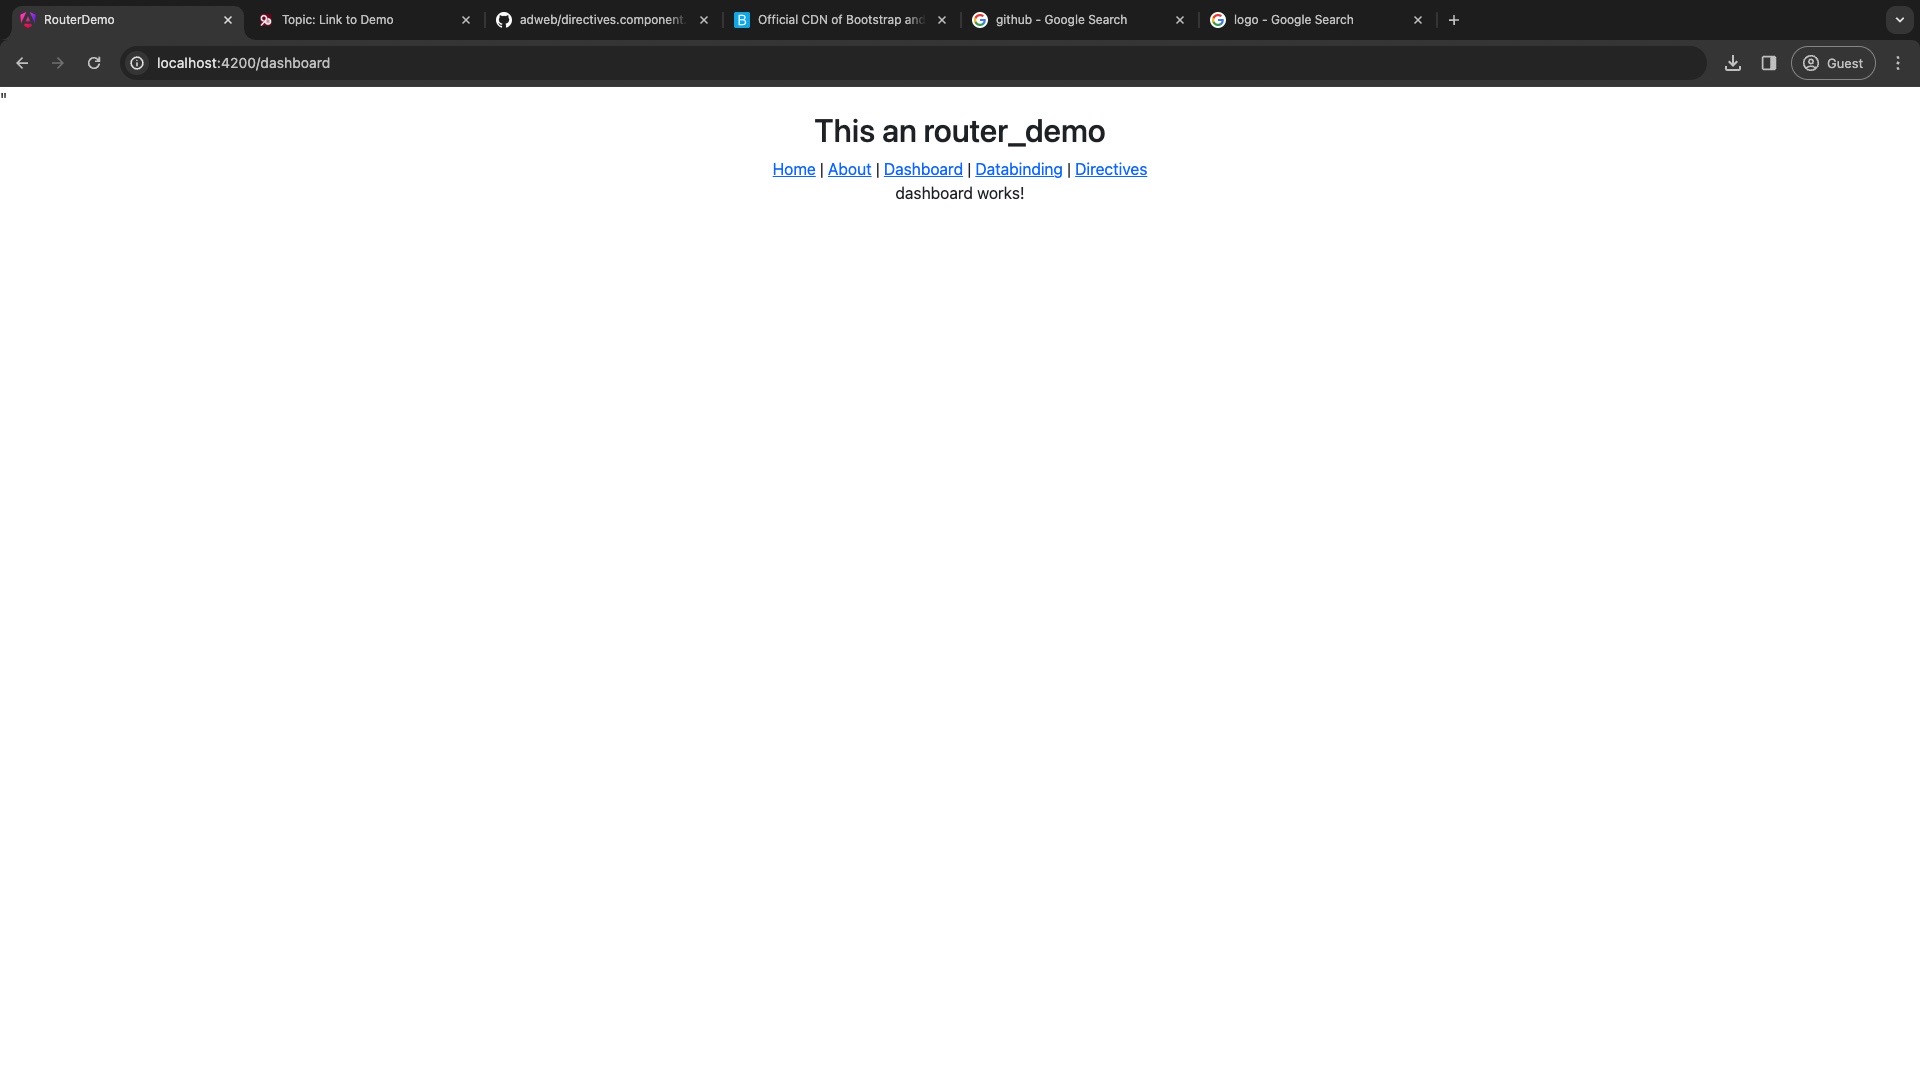 RouterDemo
Topic: Link to Demo
adweb/directives.component
Official CDN of Bootstrap and
github - Google Search
logo - Google Search
localhost:4200/dashboard
Guest
"
This an router_demo
Home | About | Dashboard | Databinding | Directives
dashboard works!